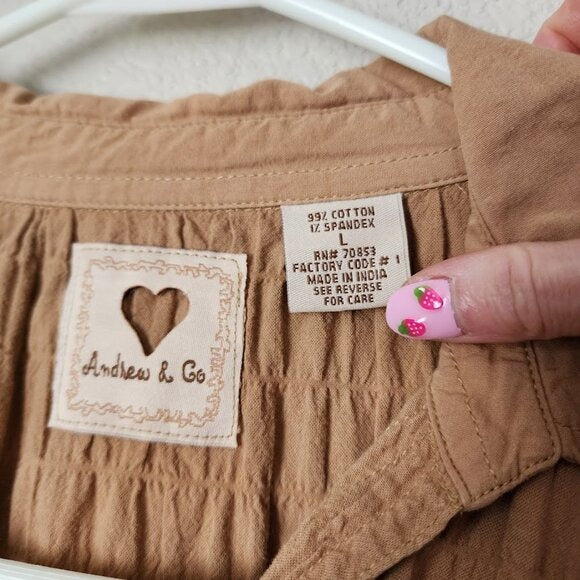 99% COTTON
1% SPANDEX
L
RN# 70853
FACTORY CODE # 1
MADE IN INDIA
SEE REVERSE
FOR CARE
Andrew & Co